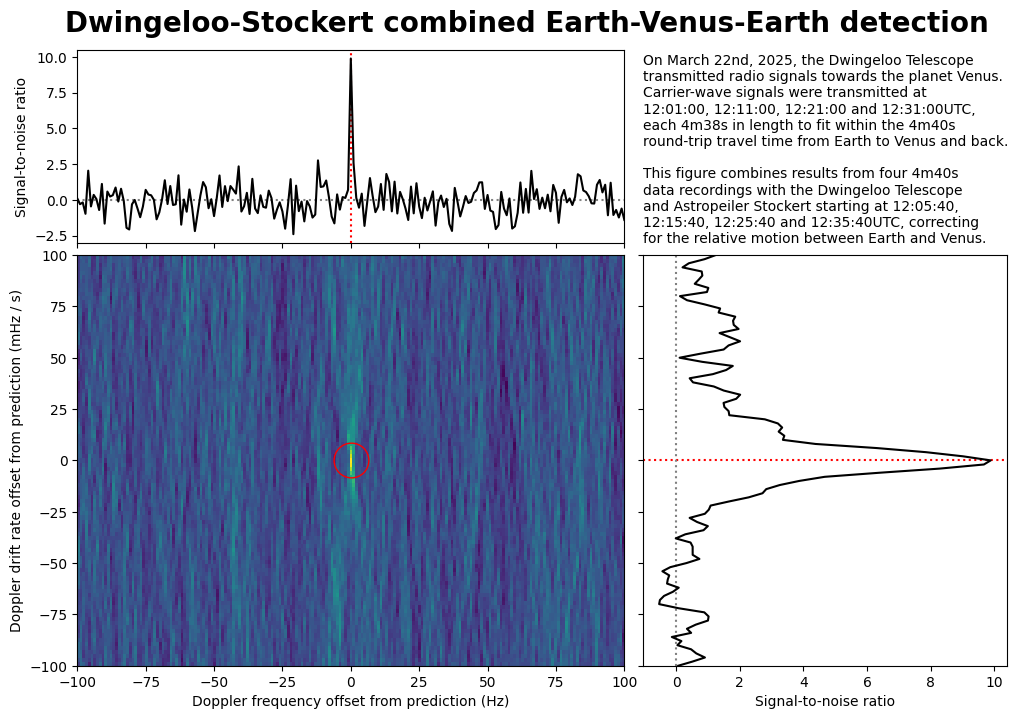 Dwingeloo-Stockert combined Earth-Venus-Earth detection
10.0
7.5
5.0
2.5
0.0
−2.5
Signal-to-noise ratio
On March 22nd, 2025, the Dwingeloo Telescope
transmitted radio signals towards the planet Venus.
Carrier-wave signals were transmitted at
12:01:00, 12:11:00, 12:21:00 and 12:31:00UTC,
each 4m38s in length to fit within the 4m40s
round-trip travel time from Earth to Venus and back.
This figure combines results from four 4m40s
data recordings with the Dwingeloo Telescope
and Astropeiler Stockert starting at 12:05:40,
12:15:40, 12:25:40 and 12:35:40UTC, correcting
for the relative motion between Earth and Venus.
100
75
50
25
0
−25
−50
−75
−100
Doppler drift rate offset from prediction (mHz / s)
−100 −75 −50 −25 0 25 50 75 100
Doppler frequency offset from prediction (Hz)
0 2 4 6 8 10
Signal-to-noise ratio